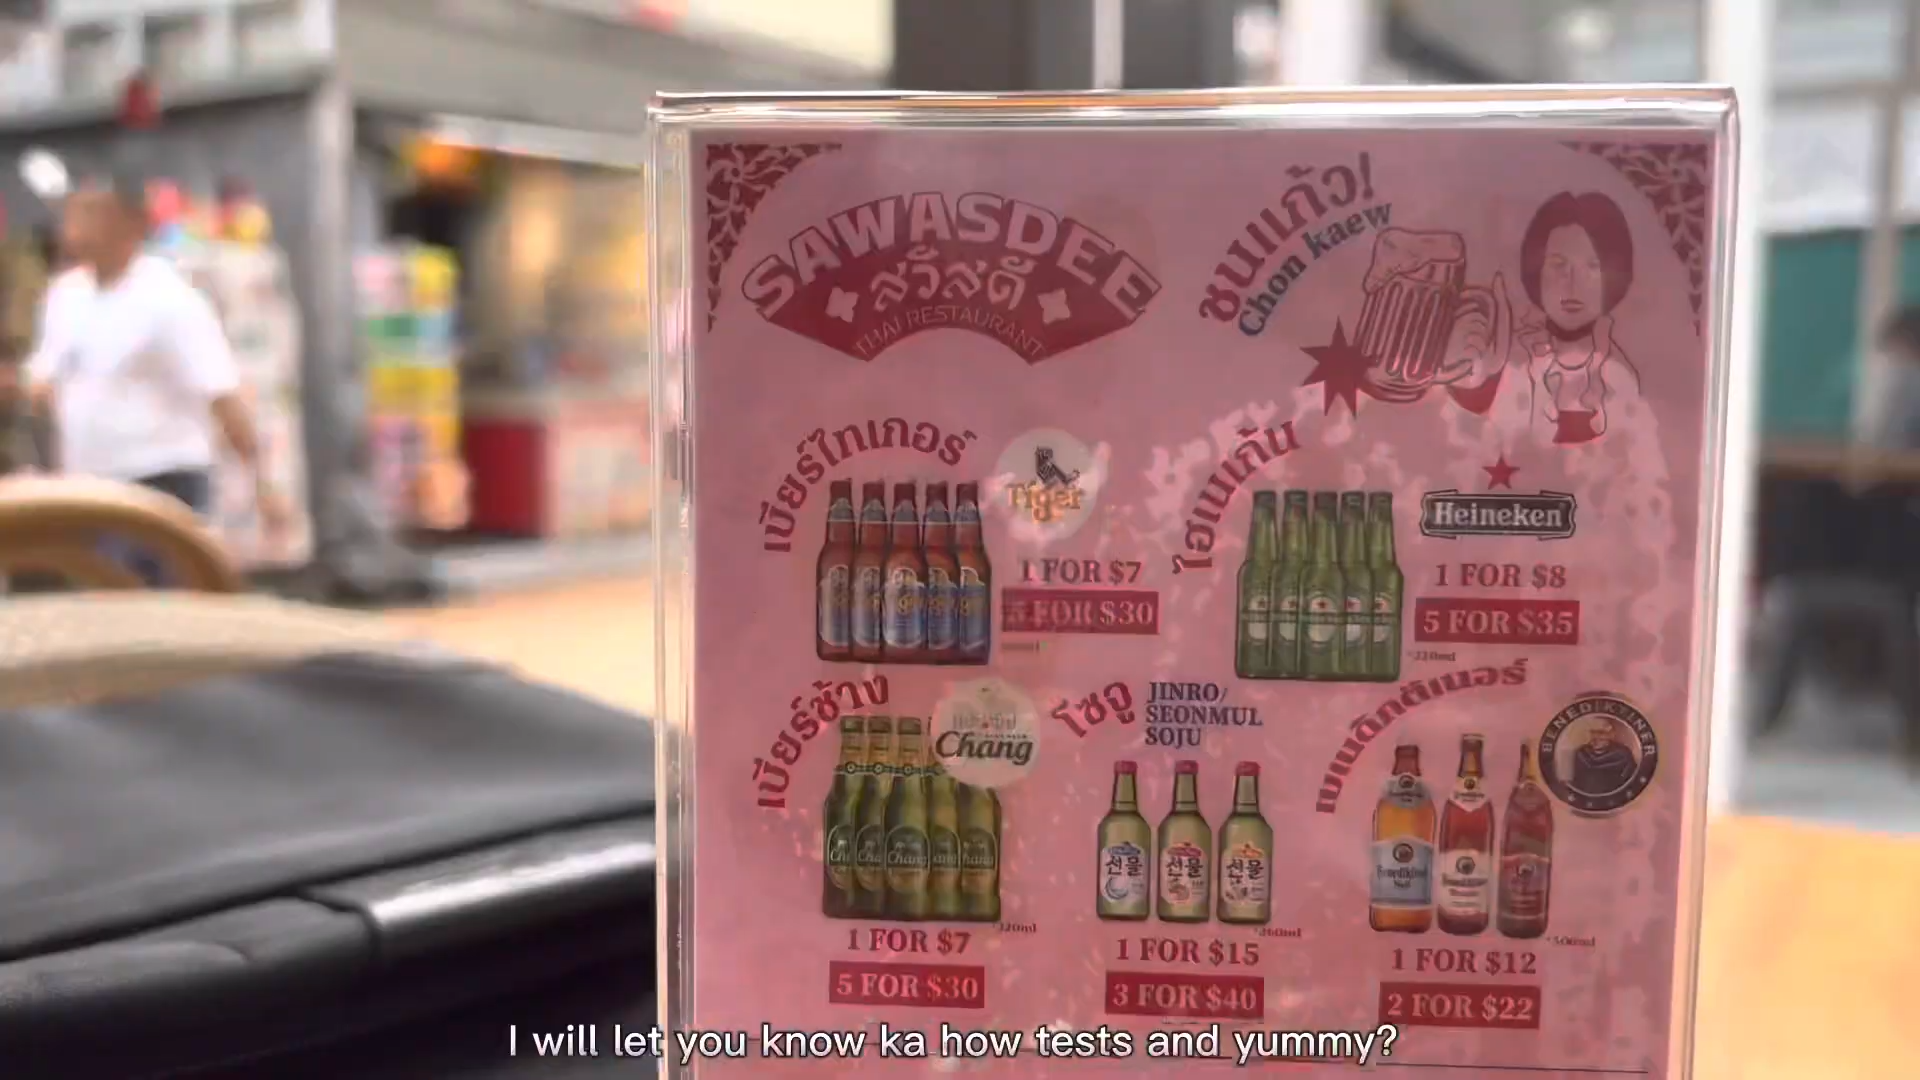 SAWASDEE
สวัสดี
THAI RESTAURANT
ชนแก้ว!
Chon kaew
เบียร์ไทเกอร์
Tiger
1 FOR $7
5 FOR $30
ไฮเนเก้น
Heineken
1 FOR $8
5 FOR $35
เบียร์ช้าง
Chang
1 FOR $7
5 FOR $30
โซจู
JINRO/
SEONMUL
SOJU
선물 선물 선물
*360ml
1 FOR $15
3 FOR $40
เบเนดิกติเนอร์
BENEDIKTINER
*500ml
1 FOR $12
2 FOR $22
I will let you know ka how tests and yummy?